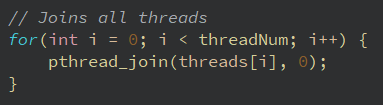 // Joins all threads
for(int i = 0; i < threadNum; i++) {
    pthread_join(threads[i], 0);
}